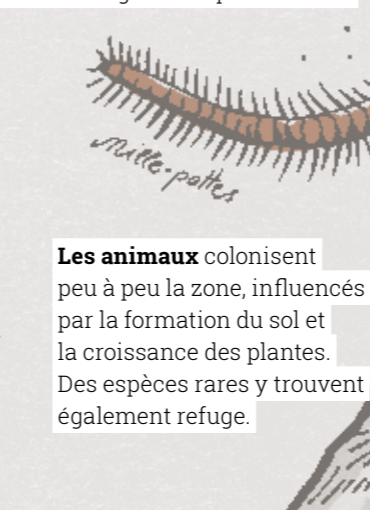 Mille-pattes
Les animaux colonisent
peu à peu la zone, influencés
par la formation du sol et
la croissance des plantes.
Des espèces rares y trouvent
également refuge.